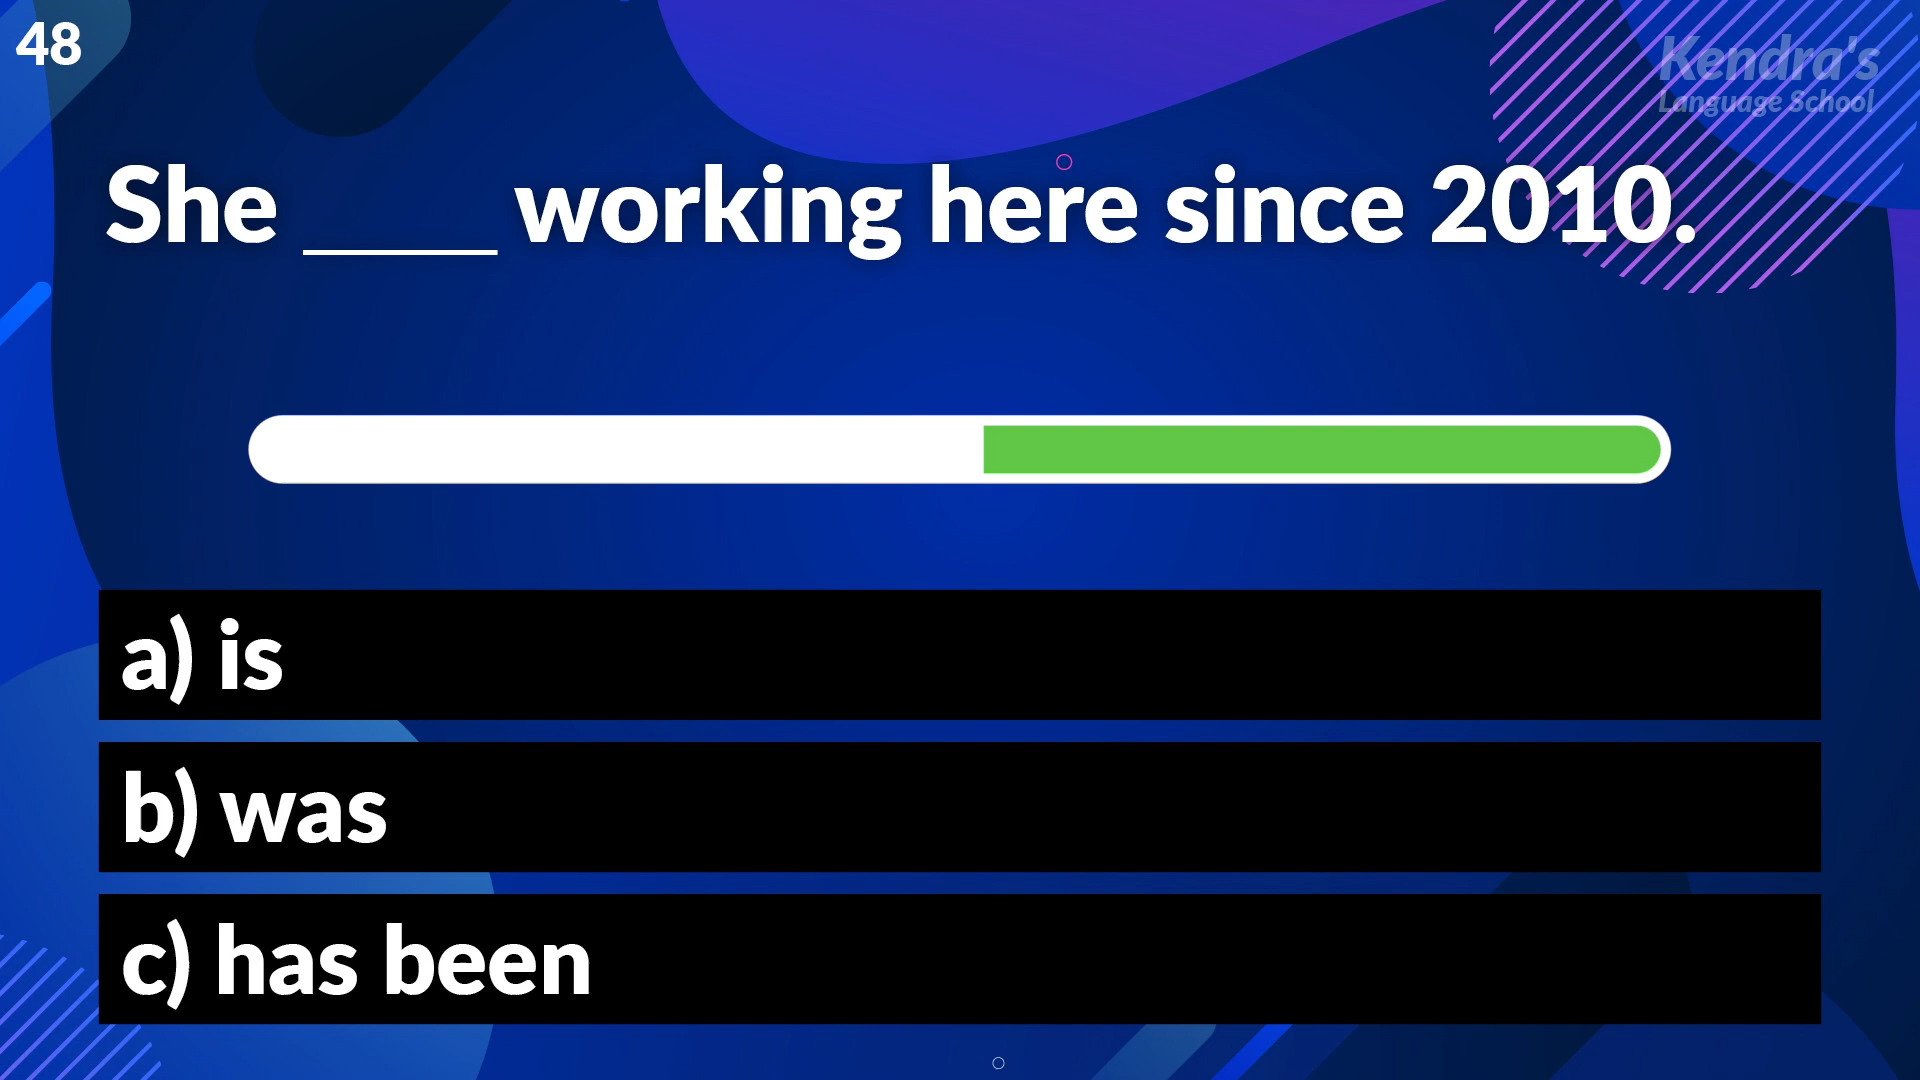 48
Kendra's
Language School
She ____ working here since 2010.
a) is
b) was
c) has been